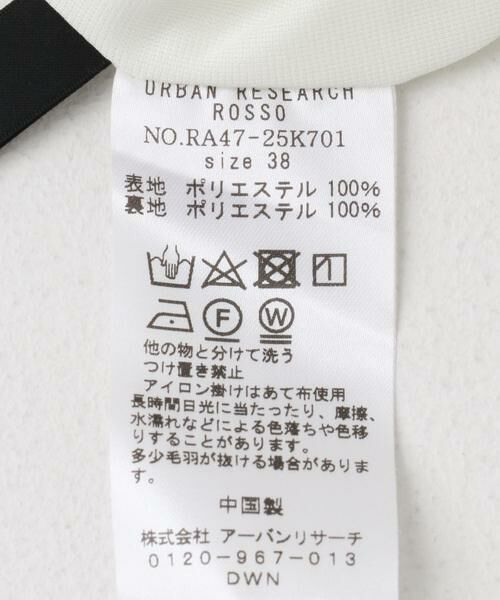 URBAN RESEARCH
ROSSO
NO.RA47-25K701
size 38
表地 ポリエステル 100%
裏地 ポリエステル 100%
F W
他の物と分けて洗う
つけ置き禁止
アイロン掛けはあて布使用
長時間日光に当たったり、摩擦、
水濡れなどによる色落ちや色移
りすることがあります。
多少毛羽が抜ける場合がありま
す。
中国製
株式会社 アーバンリサーチ
0120-967-013
DWN